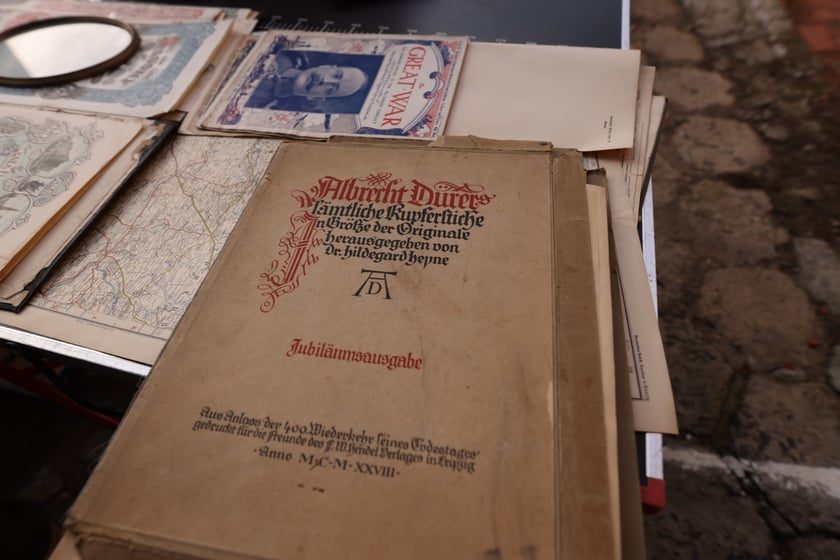 GREAT-WAR
Albrecht Dürers
sämtliche Kupferstiche
In Größe der Originale
herausgegeben von
Dr. Hildegard Heyne
AD
Jubiläumsausgabe
Aus Anlass der 400. Wiederkehr seines Todestages
gedruckt für die Freunde des F. W. Hendel Verlages in Leipzig
· Anno M·C·M·XXVIII ·